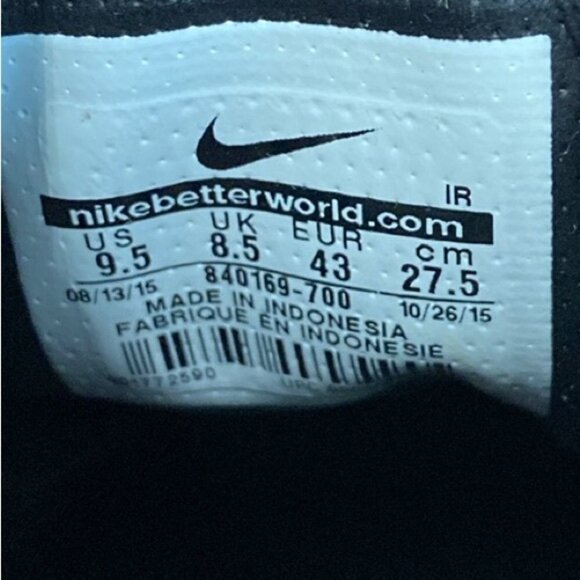 IR
nikebetterworld.com
US UK EUR cm
9.5 8.5 43 27.5
08/13/15 840169-700 10/26/15
MADE IN INDONESIA
FABRIQUE EN INDONESIE
UPC